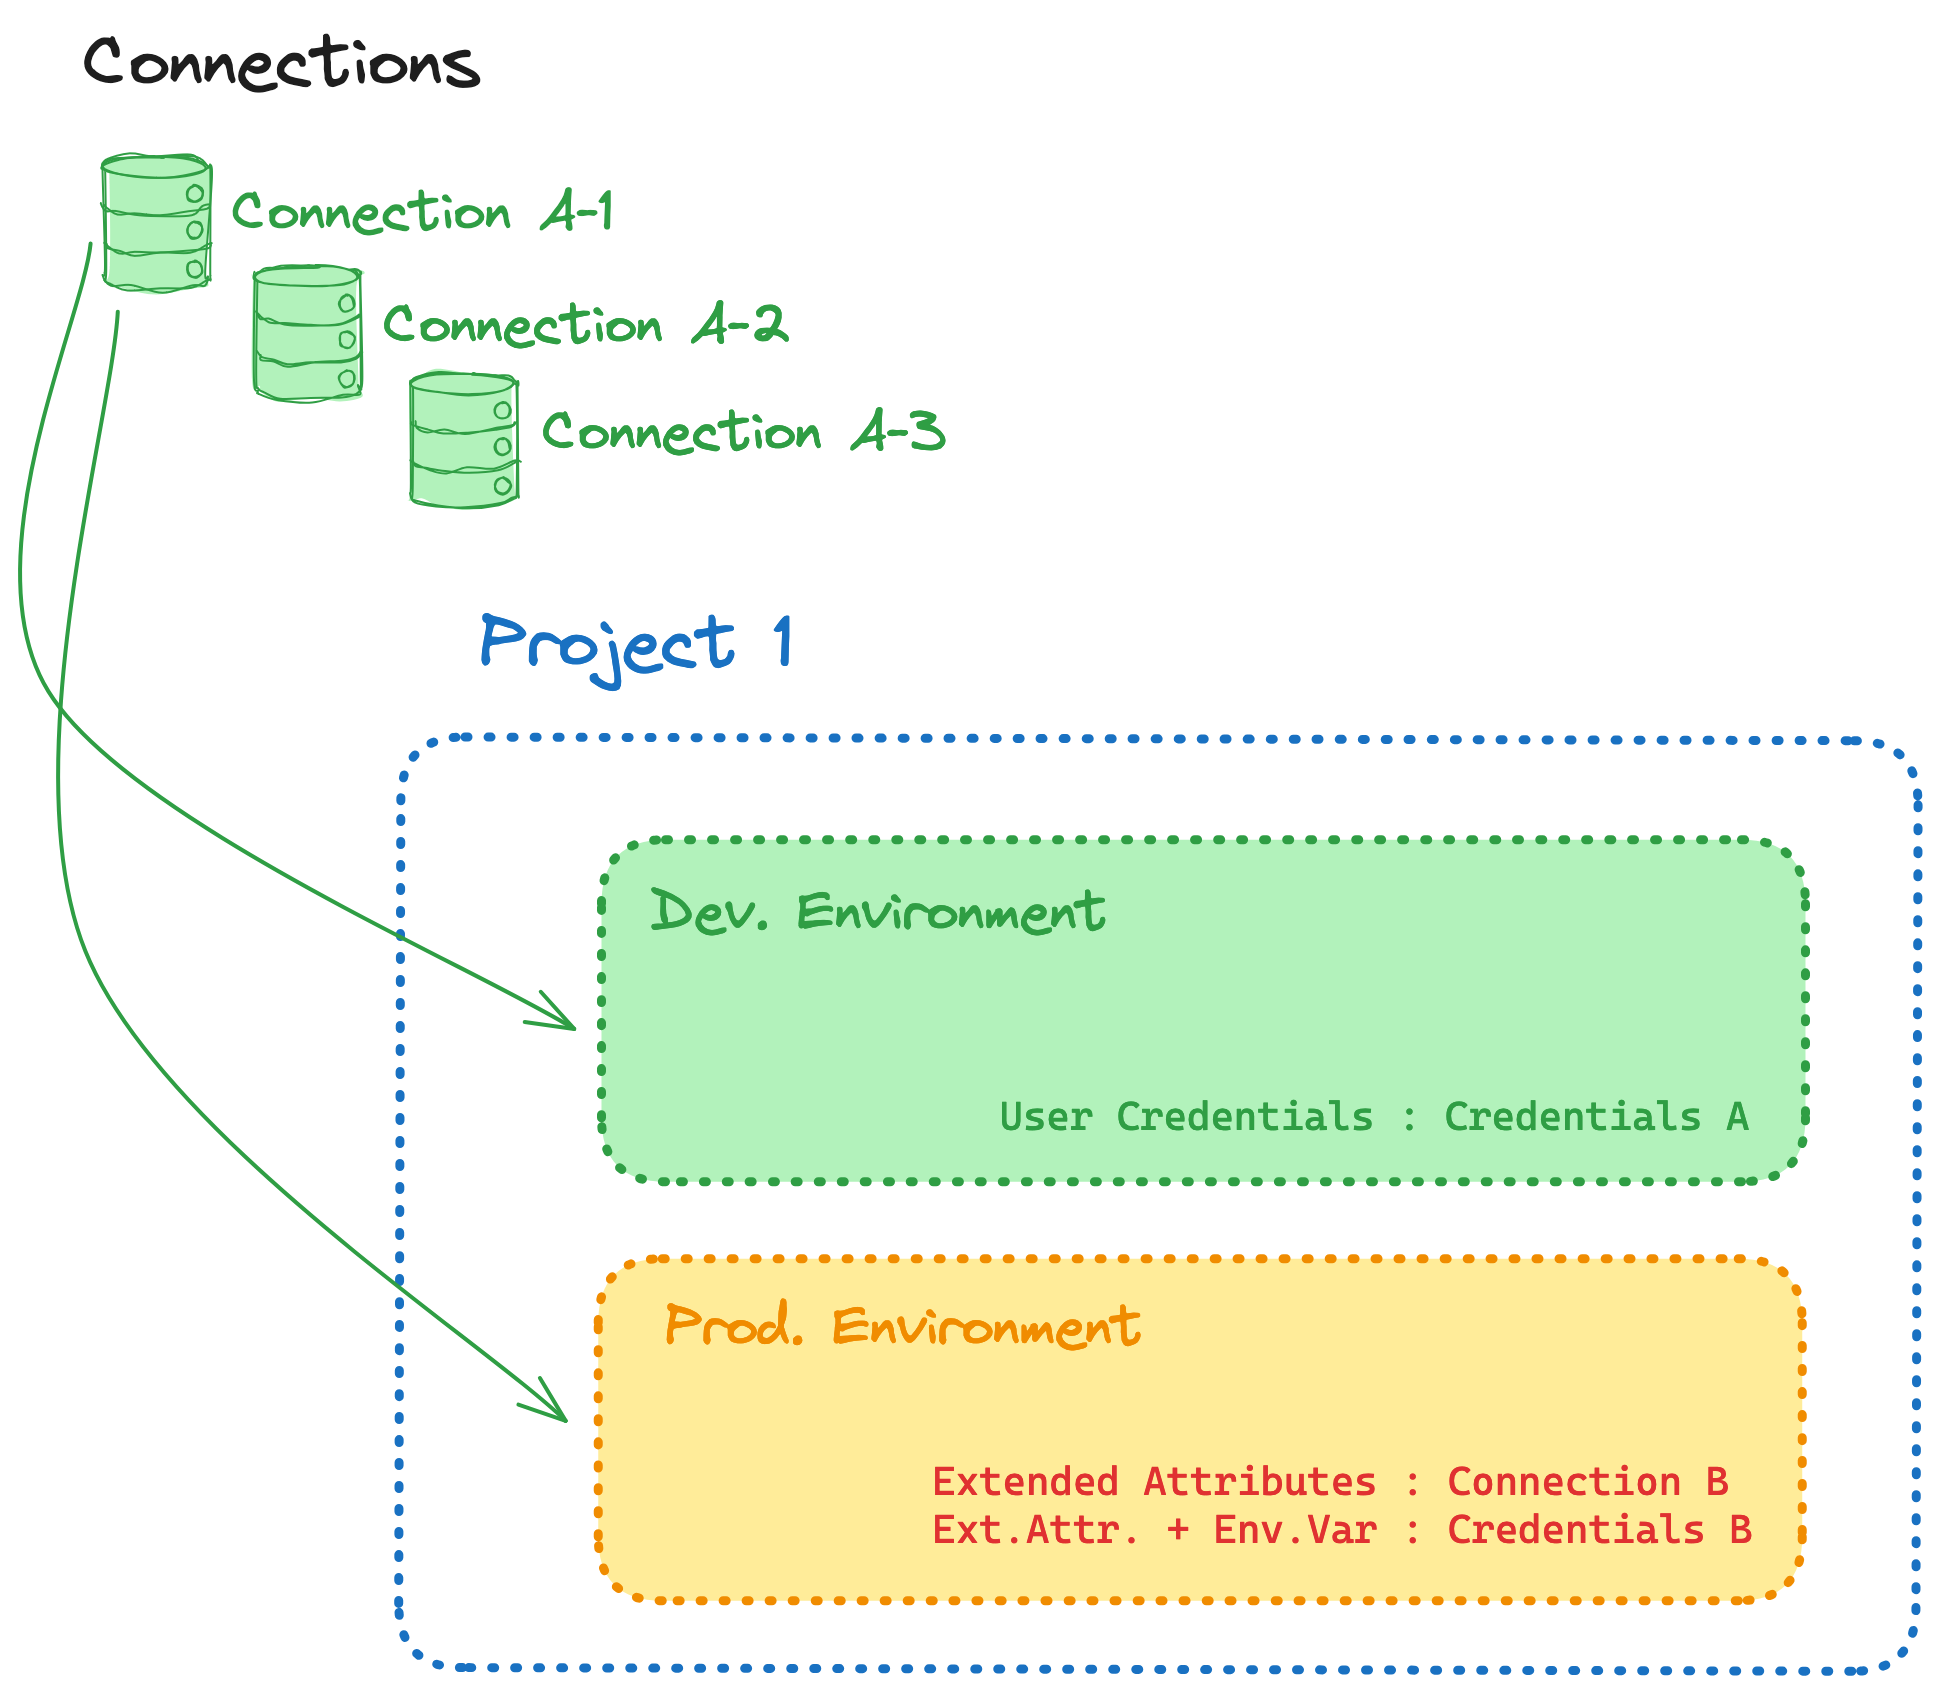 Connections
Connection A-1
Connection A-2
Connection A-3
Project 1
Dev. Environment
User Credentials : Credentials A
Prod. Environment
Extended Attributes : Connection B
Ext.Attr. + Env.Var : Credentials B